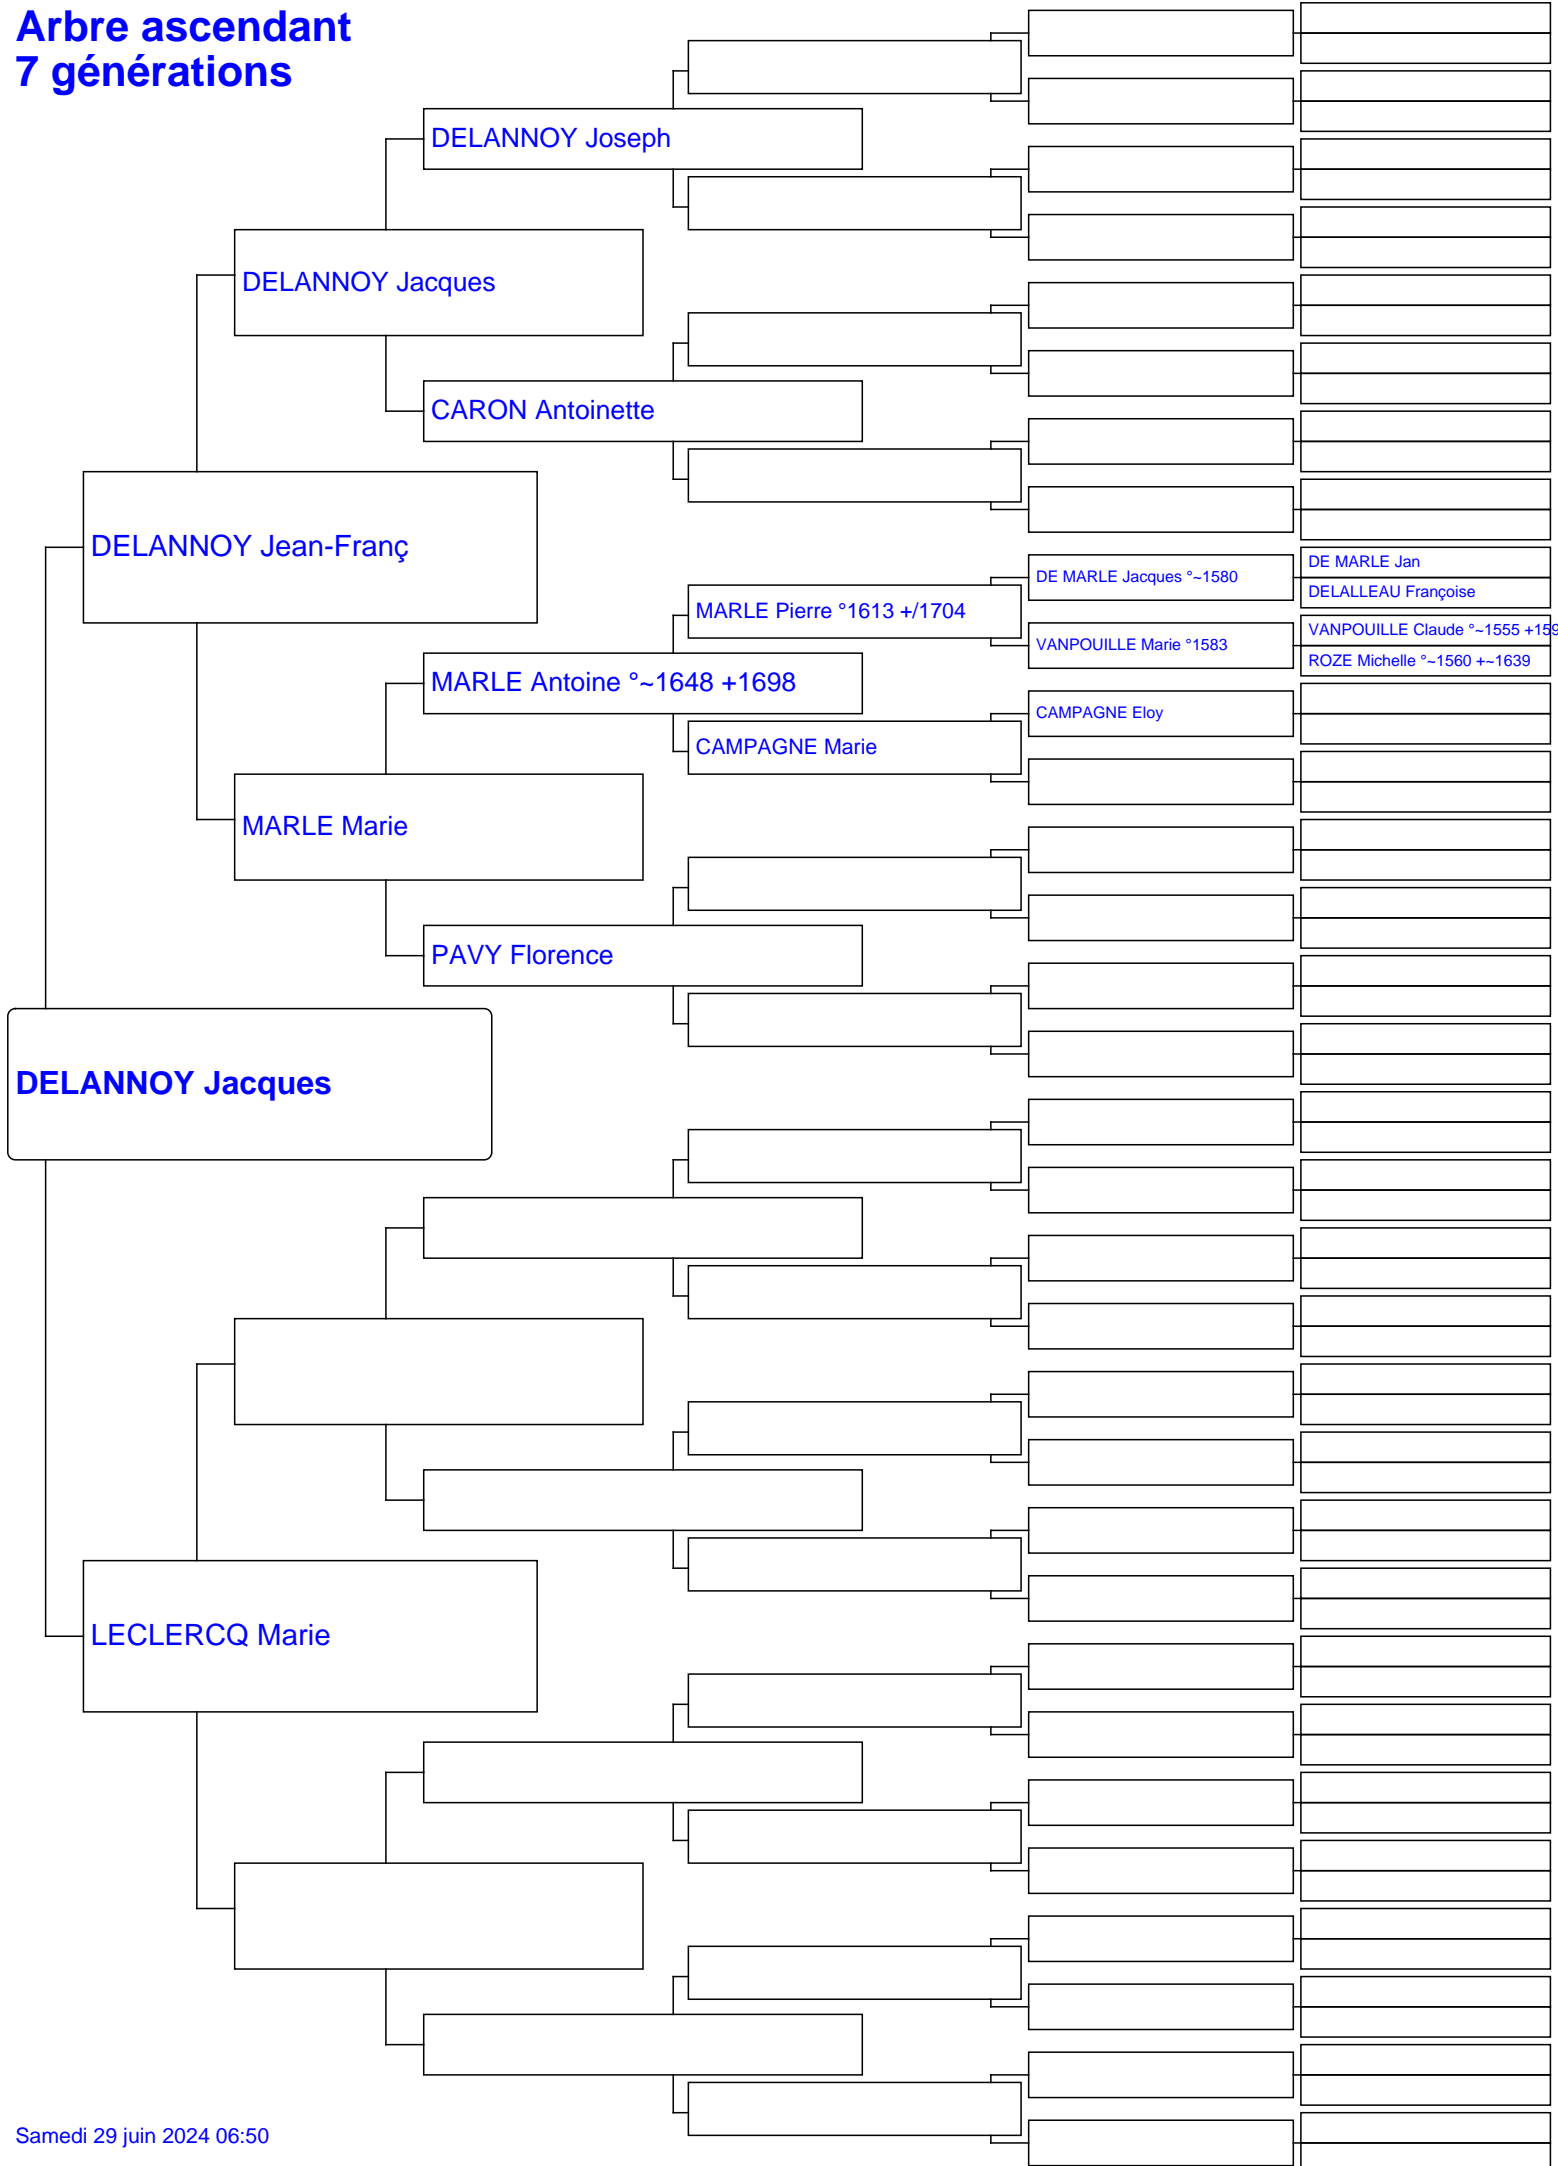 Arbre ascendant
7 générations
DELANNOY Joseph
DELANNOY Jacques
CARON Antoinette
DELANNOY Jean-Franç
DE MARLE Jan
DE MARLE Jacques °~1580
DELALLEAU Françoise
MARLE Pierre °1613 +/1704
VANPOUILLE Claude °~1555 +159
VANPOUILLE Marie °1583
ROZE Michelle °~1560 +~1639
MARLE Antoine °~1648 +1698
CAMPAGNE Eloy
CAMPAGNE Marie
MARLE Marie
PAVY Florence
DELANNOY Jacques
LECLERCQ Marie
Samedi 29 juin 2024 06:50